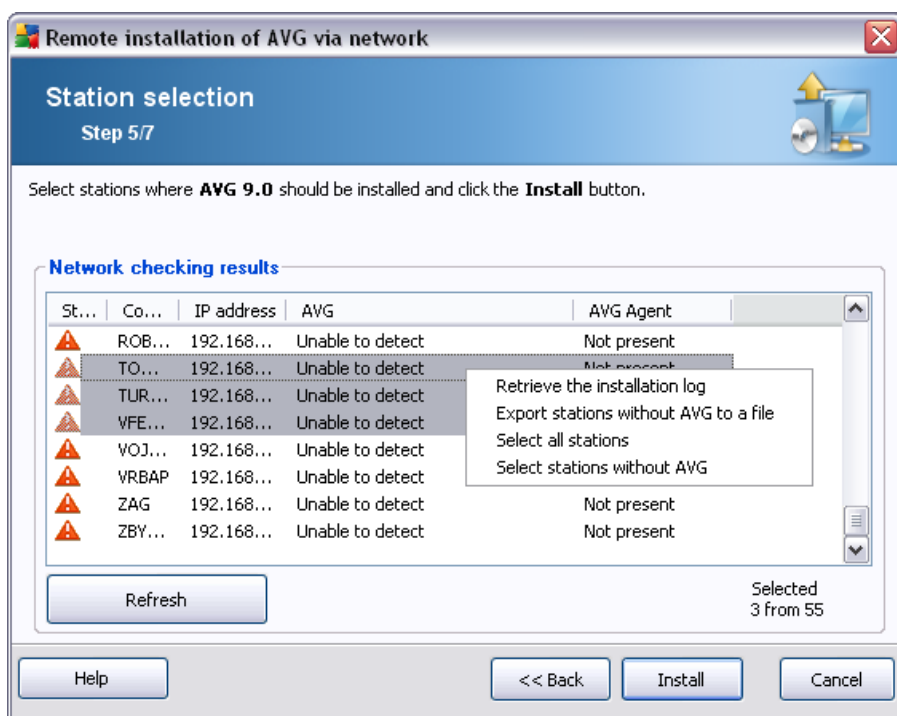 Remote installation of AVG via network
Station selection
Step 5/7
Select stations where AVG 9.0 should be installed and click the Install button.
Network checking results
St... Co... IP address AVG AVG Agent
ROB... 192.168... Unable to detect Not present
TO... 192.168... Unable to detect Not present
TUR... 192.168... Unable to detect
VFE... 192.168... Unable to detect
VOJ... 192.168... Unable to detect
VRBAP 192.168... Unable to detect
ZAG 192.168... Unable to detect Not present
ZBY... 192.168... Unable to detect Not present
Retrieve the installation log
Export stations without AVG to a file
Select all stations
Select stations without AVG
Refresh
Selected
3 from 55
Help << Back Install Cancel